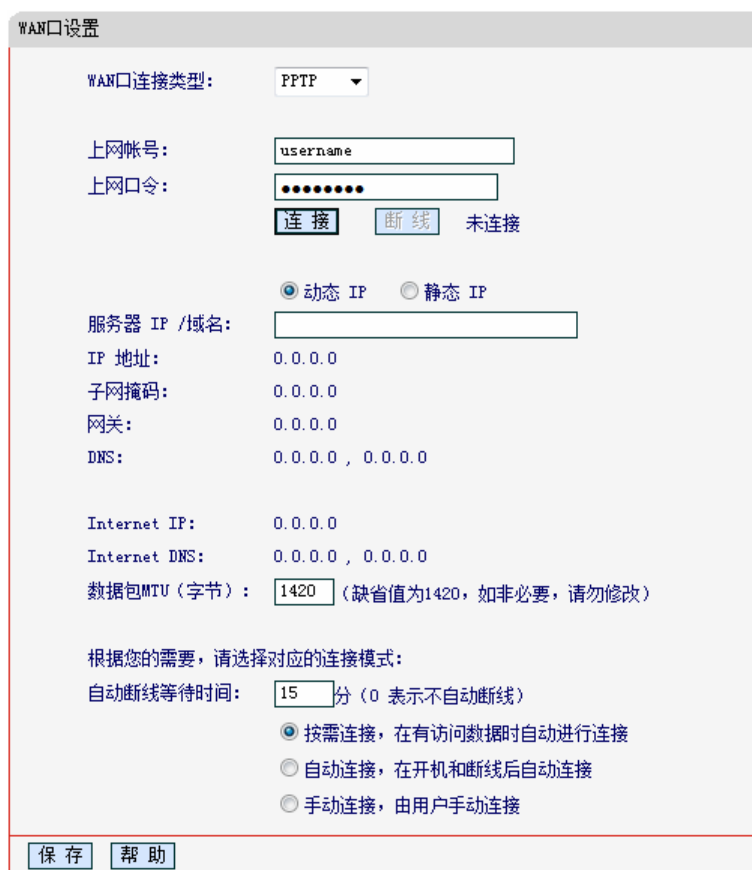 WAN口设置
WAN口连接类型: PPTP
上网帐号: username
上网口令: ●●●●●●●●
连 接 断 线 未连接
动态 IP 静态 IP
服务器 IP /域名:
IP 地址: 0.0.0.0
子网掩码: 0.0.0.0
网关: 0.0.0.0
DNS: 0.0.0.0 , 0.0.0.0
Internet IP: 0.0.0.0
Internet DNS: 0.0.0.0 , 0.0.0.0
数据包MTU（字节）: 1420 （缺省值为1420，如非必要，请勿修改）
根据您的需要，请选择对应的连接模式:
自动断线等待时间: 15 分（0 表示不自动断线）
按需连接，在有访问数据时自动进行连接
自动连接，在开机和断线后自动连接
手动连接，由用户手动连接
保 存 帮 助